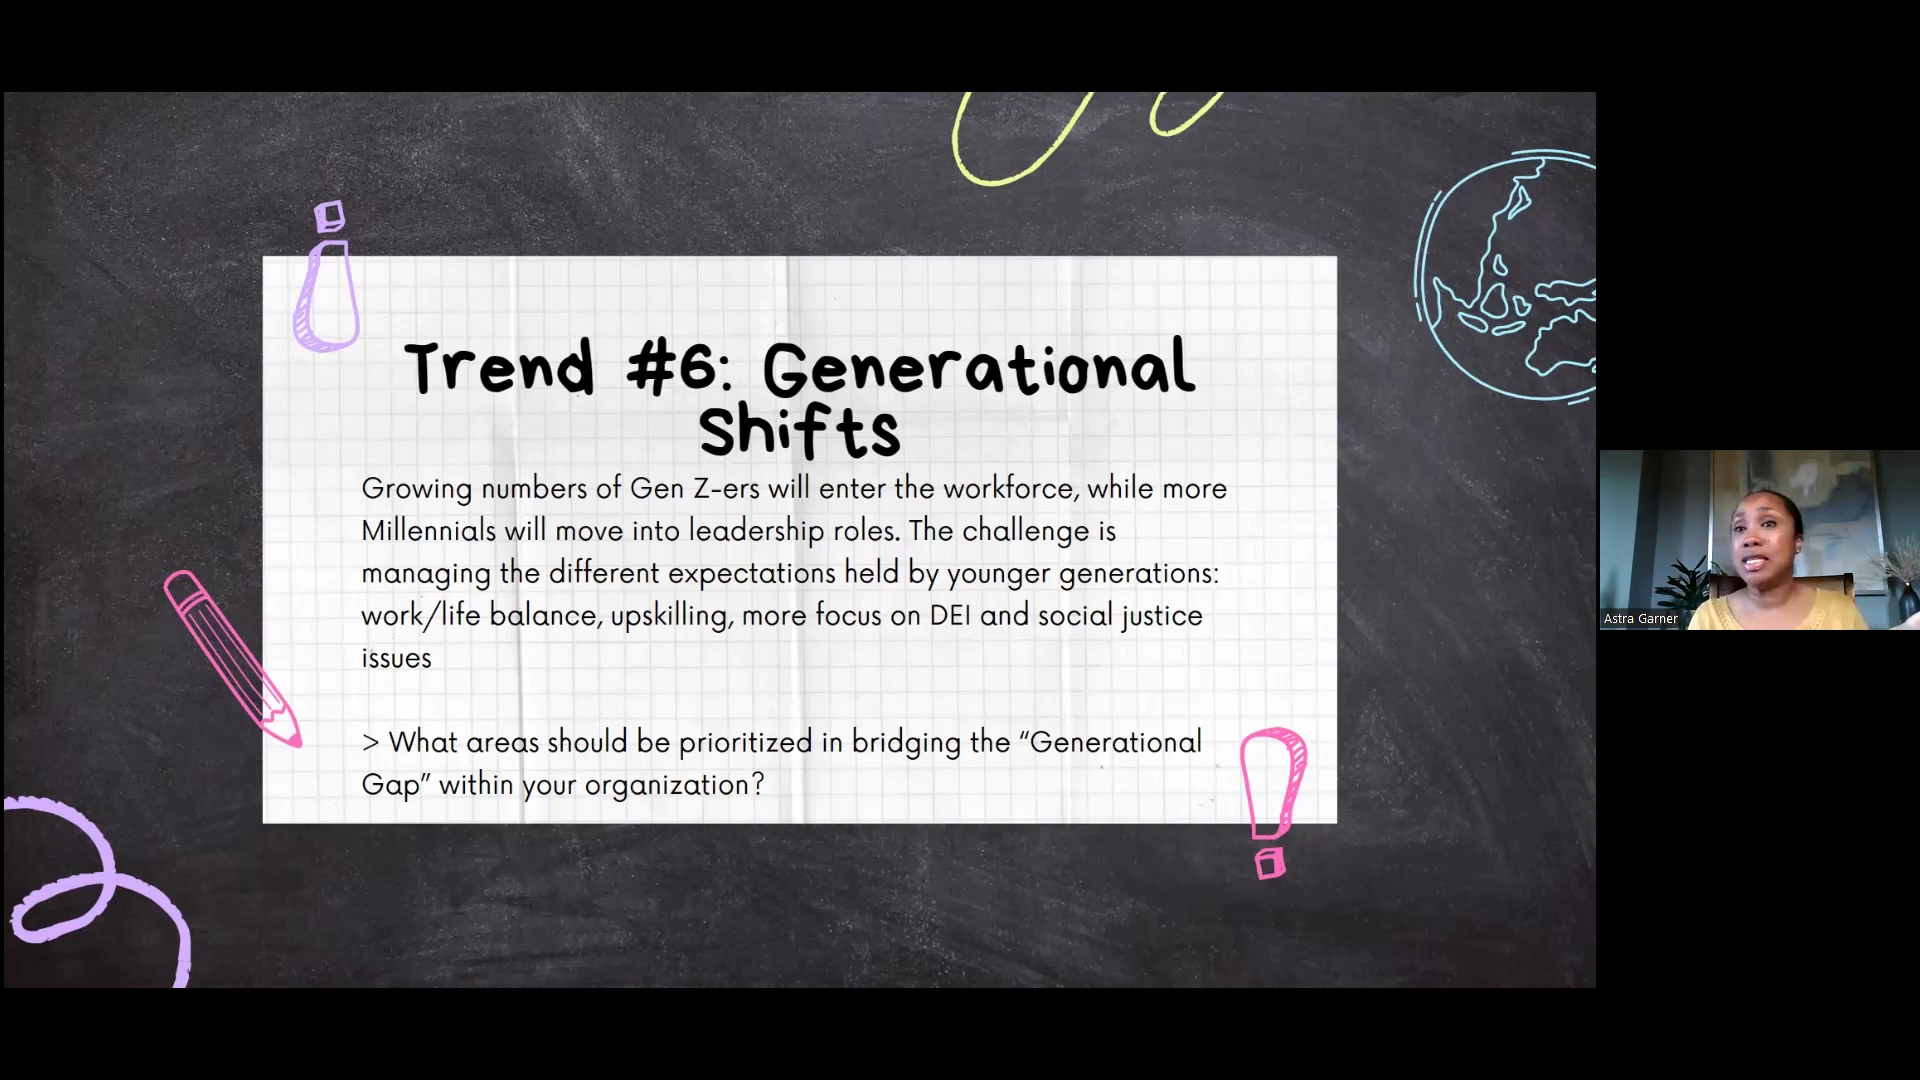 Trend #6: Generational
Shifts
Growing numbers of Gen Z-ers will enter the workforce, while more
Millennials will move into leadership roles. The challenge is
managing the different expectations held by younger generations:
work/life balance, upskilling, more focus on DEI and social justice
issues
> What areas should be prioritized in bridging the “Generational
Gap” within your organization?
Astra Garner